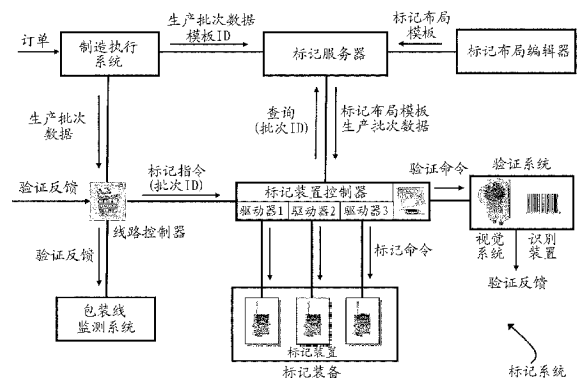 订单
制造执行
系统
生产批次数据
模板ID
标记服务器
标记布局
模板
标记布局编辑器
生产批次
数据
查询
(批次ID)
标记布局模板
生产批次数据
验证反馈
标记指令
(批次ID)
标记装置控制器
驱动器1
驱动器2
驱动器3
验证命令
验证系统
线路控制器
视觉
系统
识别
装置
验证反馈
标记命令
验证反馈
包装线
监测系统
标记装置
标记装备
标记系统